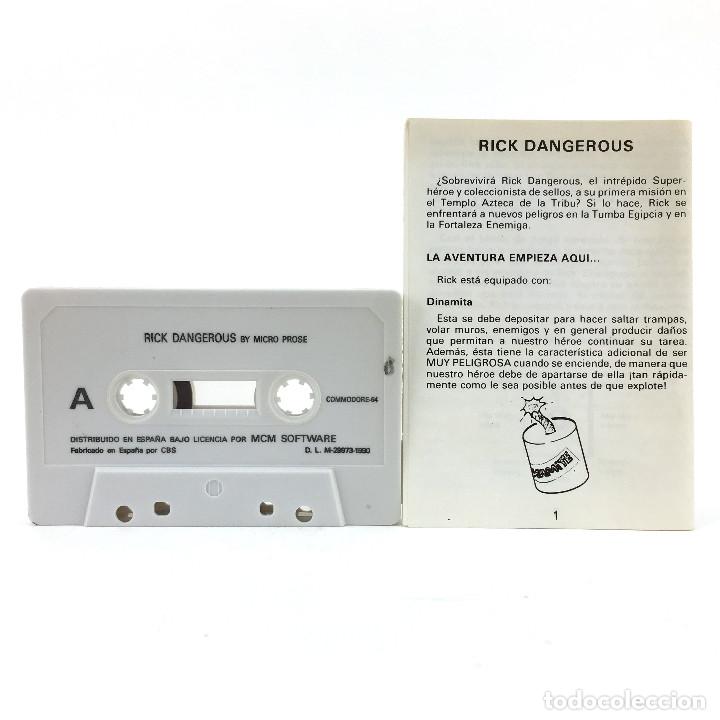 RICK DANGEROUS BY MICRO PROSE
A
COMMODORE-64
DISTRIBUIDO EN ESPAÑA BAJO LICENCIA POR MCM SOFTWARE
Fabricado en España por CBS D. L. M-29973-1990
RICK DANGEROUS
¿Sobrevivirá Rick Dangerous, el intrépido Super-
héroe y coleccionista de sellos, a su primera misión en
el Templo Azteca de la Tribu? Si lo hace, Rick se
enfrentará a nuevos peligros en la Tumba Egipcia y en
la Fortaleza Enemiga.
LA AVENTURA EMPIEZA AQUI...
Rick está equipado con:
Dinamita
Esta se debe depositar para hacer saltar trampas,
volar muros, enemigos y en general producir daños
que permitan a nuestro héroe continuar su tarea.
Además, ésta tiene la característica adicional de ser
MUY PELIGROSA cuando se enciende, de manera que
nuestro héroe debe de apartarse de ella ¡tan rápida-
mente como le sea posible antes de que explote!
1
todocoleccion